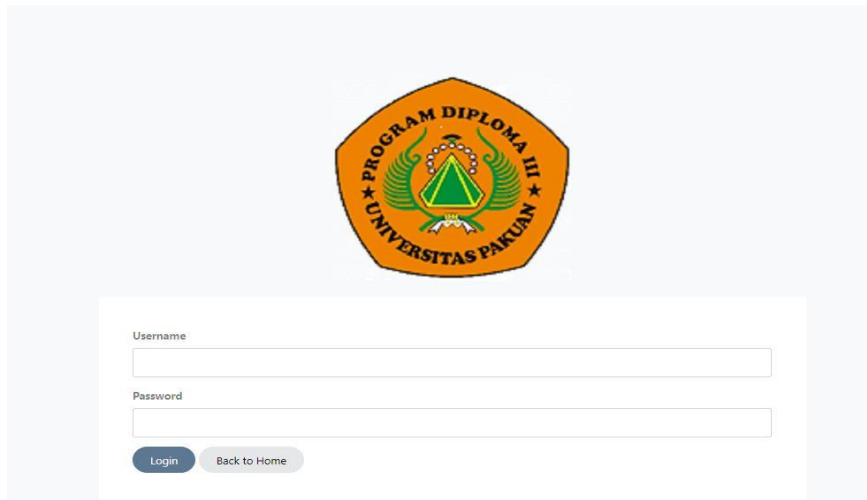 PROGRAM DIPLOMA III
UNIVERSITAS PAKUAN
Username
Password
Login
Back to Home